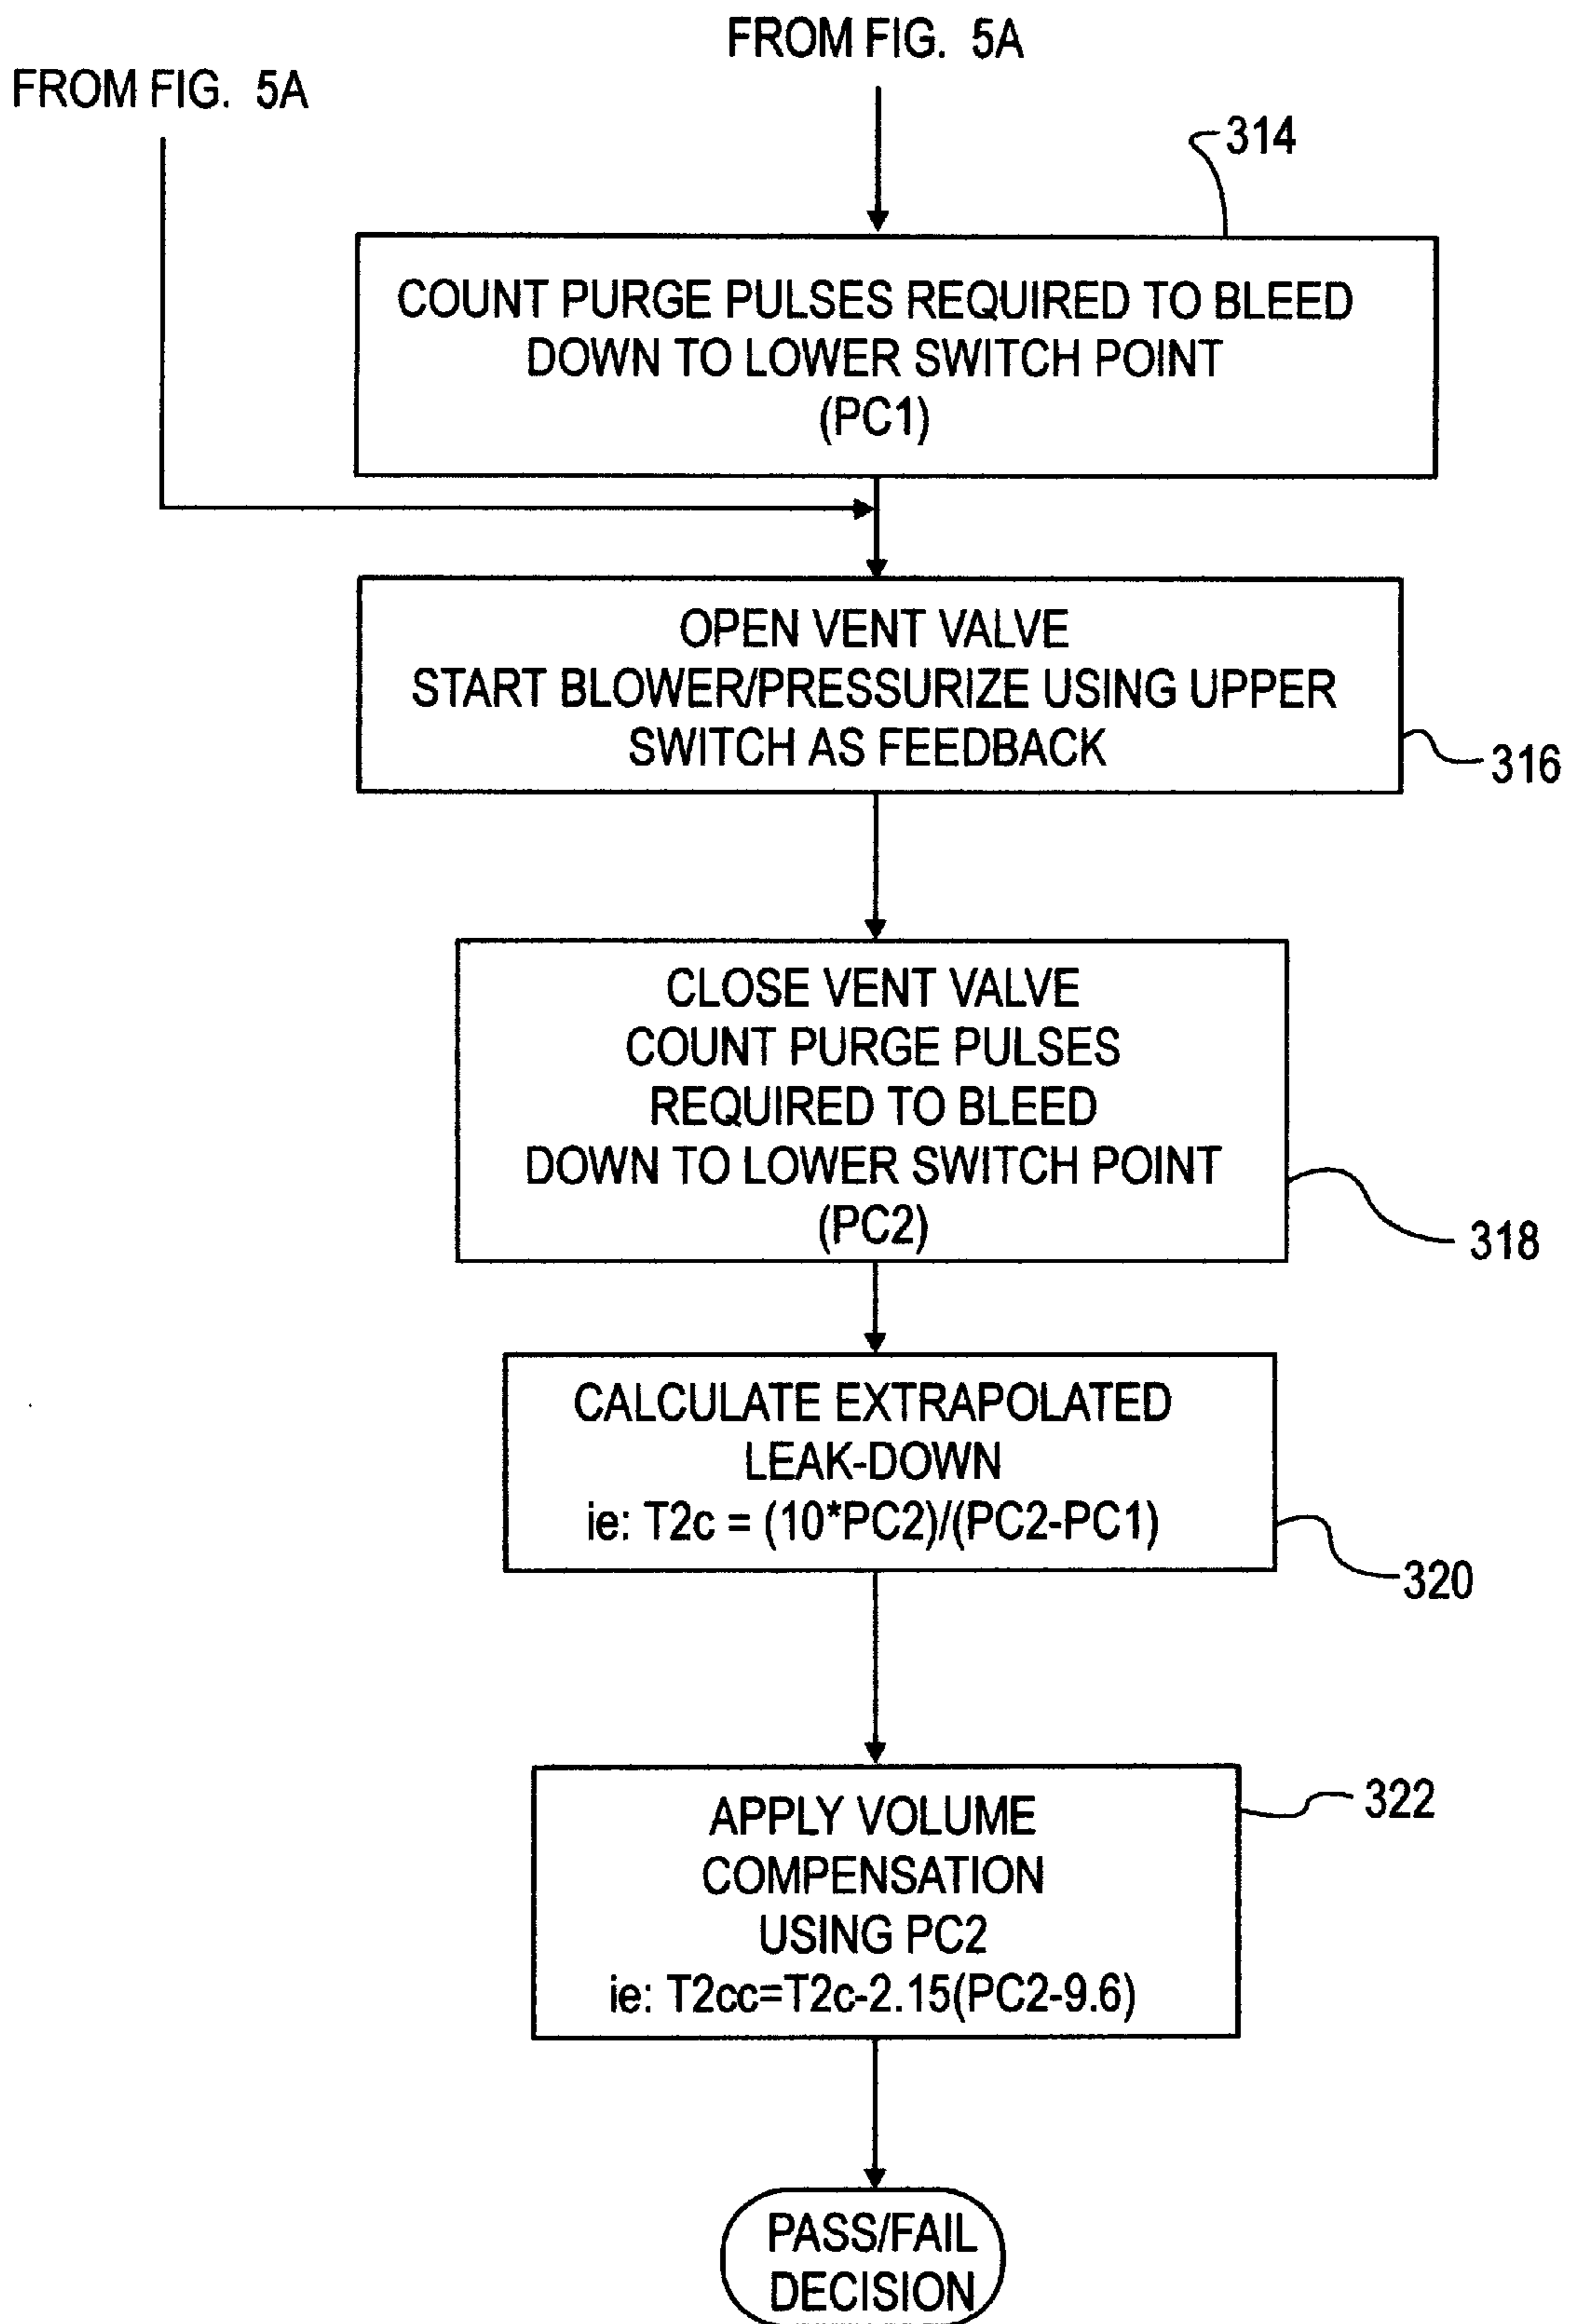 FROM FIG. 5A
FROM FIG. 5A
314
COUNT PURGE PULSES REQUIRED TO BLEED
DOWN TO LOWER SWITCH POINT
(PC1)
OPEN VENT VALVE
START BLOWER/PRESSURIZE USING UPPER
SWITCH AS FEEDBACK
316
CLOSE VENT VALVE
COUNT PURGE PULSES
REQUIRED TO BLEED
DOWN TO LOWER SWITCH POINT
(PC2)
318
CALCULATE EXTRAPOLATED
LEAK-DOWN
ie: T2c = (10*PC2)/(PC2-PC1)
320
APPLY VOLUME
COMPENSATION
USING PC2
ie: T2cc=T2c-2.15(PC2-9.6)
322
PASS/FAIL
DECISION